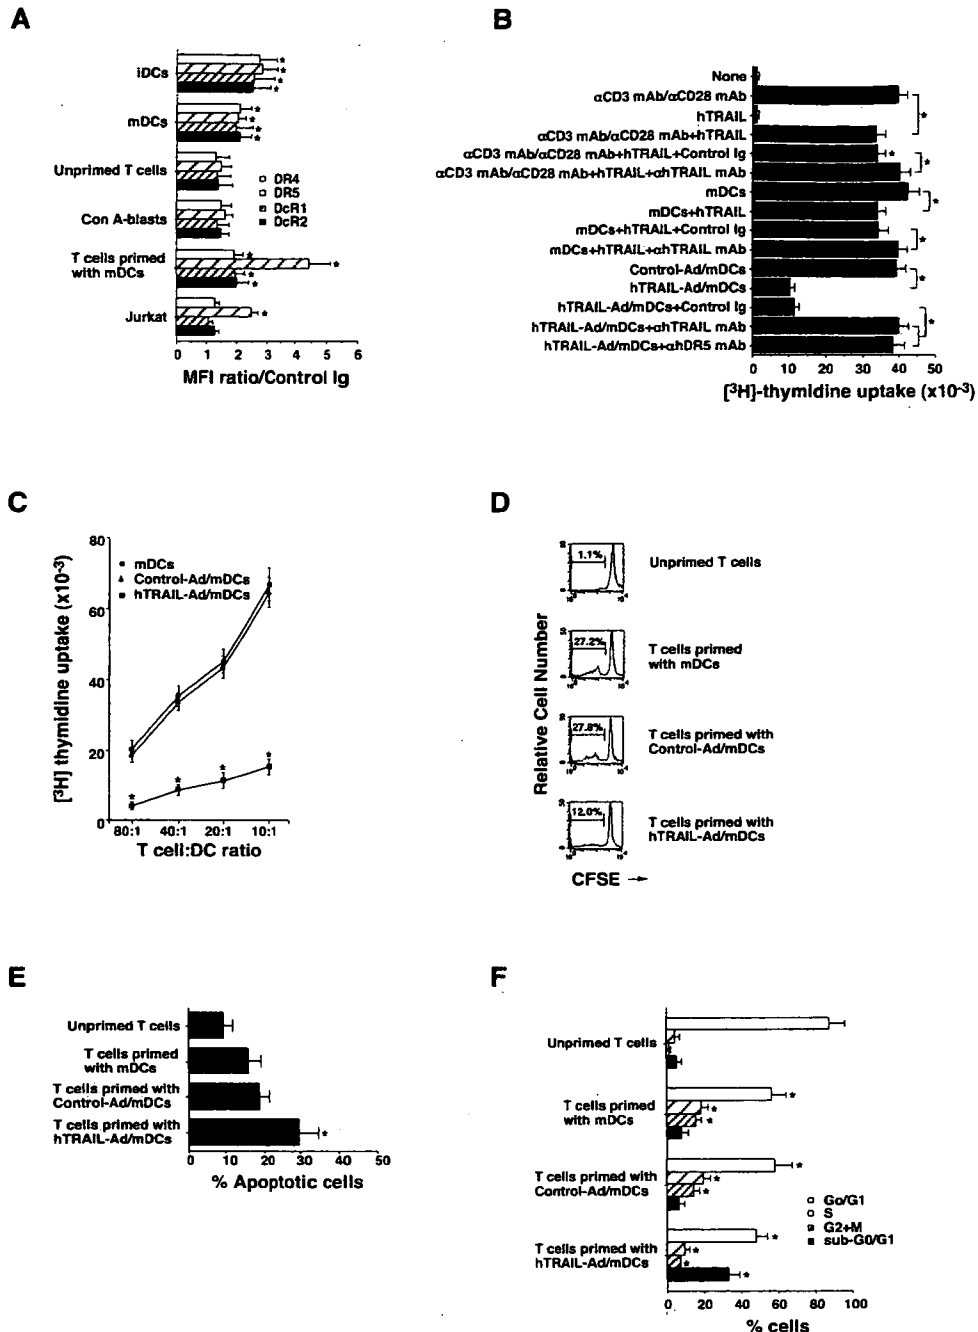 A
iDCs
mDCs
Unprimed T cells
Con A-blasts
T cells primed
with mDCs
Jurkat
DR4
DR5
DcR1
DcR2
0 1 2 3 4 5 6
MFI ratio/Control Ig
B
None
αCD3 mAb/αCD28 mAb
hTRAIL
αCD3 mAb/αCD28 mAb+hTRAIL
αCD3 mAb/αCD28 mAb+hTRAIL+Control Ig
αCD3 mAb/αCD28 mAb+hTRAIL+αhTRAIL mAb
mDCs
mDCs+hTRAIL
mDCs+hTRAIL+Control Ig
mDCs+hTRAIL+αhTRAIL mAb
Control-Ad/mDCs
hTRAIL-Ad/mDCs
hTRAIL-Ad/mDCs+Control Ig
hTRAIL-Ad/mDCs+αhTRAIL mAb
hTRAIL-Ad/mDCs+αhDR5 mAb
0 10 20 30 40 50
[³H]-thymidine uptake (x10⁻³)
C
[³H] thymidine uptake (x10⁻³)
80
60
40
20
0
mDCs
Control-Ad/mDCs
hTRAIL-Ad/mDCs
80:1 40:1 20:1 10:1
T cell:DC ratio
D
Relative Cell Number
1.1%
Unprimed T cells
27.2%
T cells primed
with mDCs
27.8%
T cells primed with
Control-Ad/mDCs
12.0%
T cells primed with
hTRAIL-Ad/mDCs
CFSE →
E
Unprimed T cells
T cells primed
with mDCs
T cells primed with
Control-Ad/mDCs
T cells primed with
hTRAIL-Ad/mDCs
0 10 20 30 40 50
% Apoptotic cells
F
Unprimed T cells
T cells primed
with mDCs
T cells primed with
Control-Ad/mDCs
T cells primed with
hTRAIL-Ad/mDCs
Go/G1
S
G2+M
sub-G0/G1
0 20 40 60 80 100
% cells